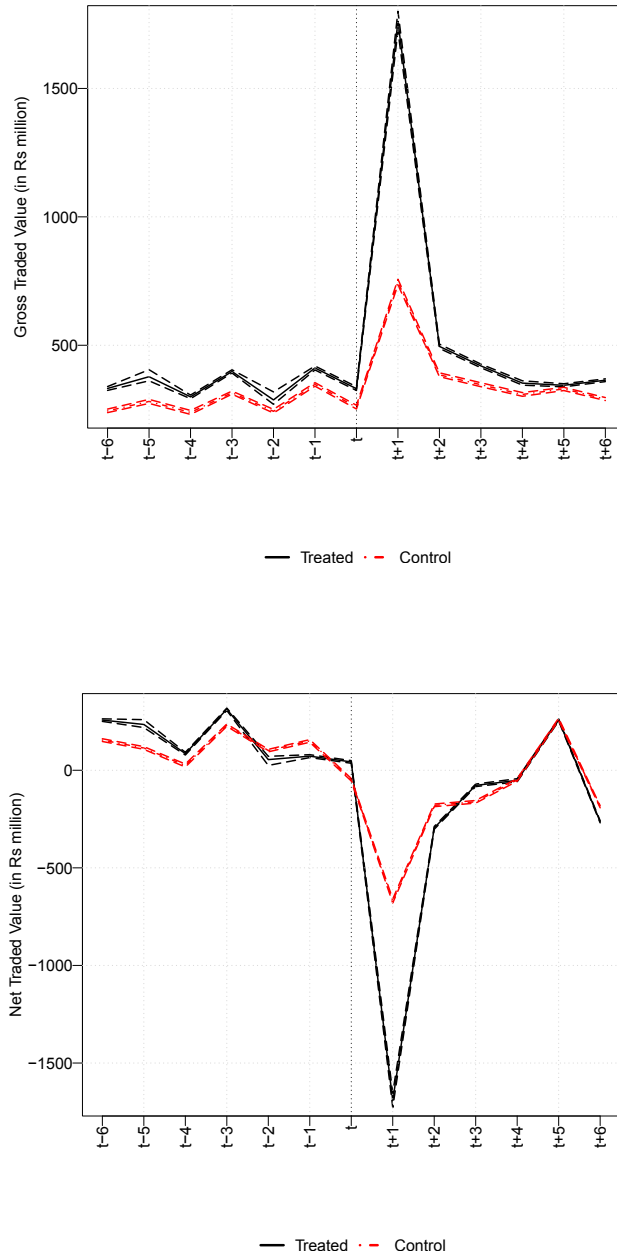 Gross Traded Value (in Rs million)
1500
1000
500
t−6 t−5 t−4 t−3 t−2 t−1 t t+1 t+2 t+3 t+4 t+5 t+6
Treated Control
Net Traded Value (in Rs million)
0
−500
−1000
−1500
t−6 t−5 t−4 t−3 t−2 t−1 t t+1 t+2 t+3 t+4 t+5 t+6
Treated Control